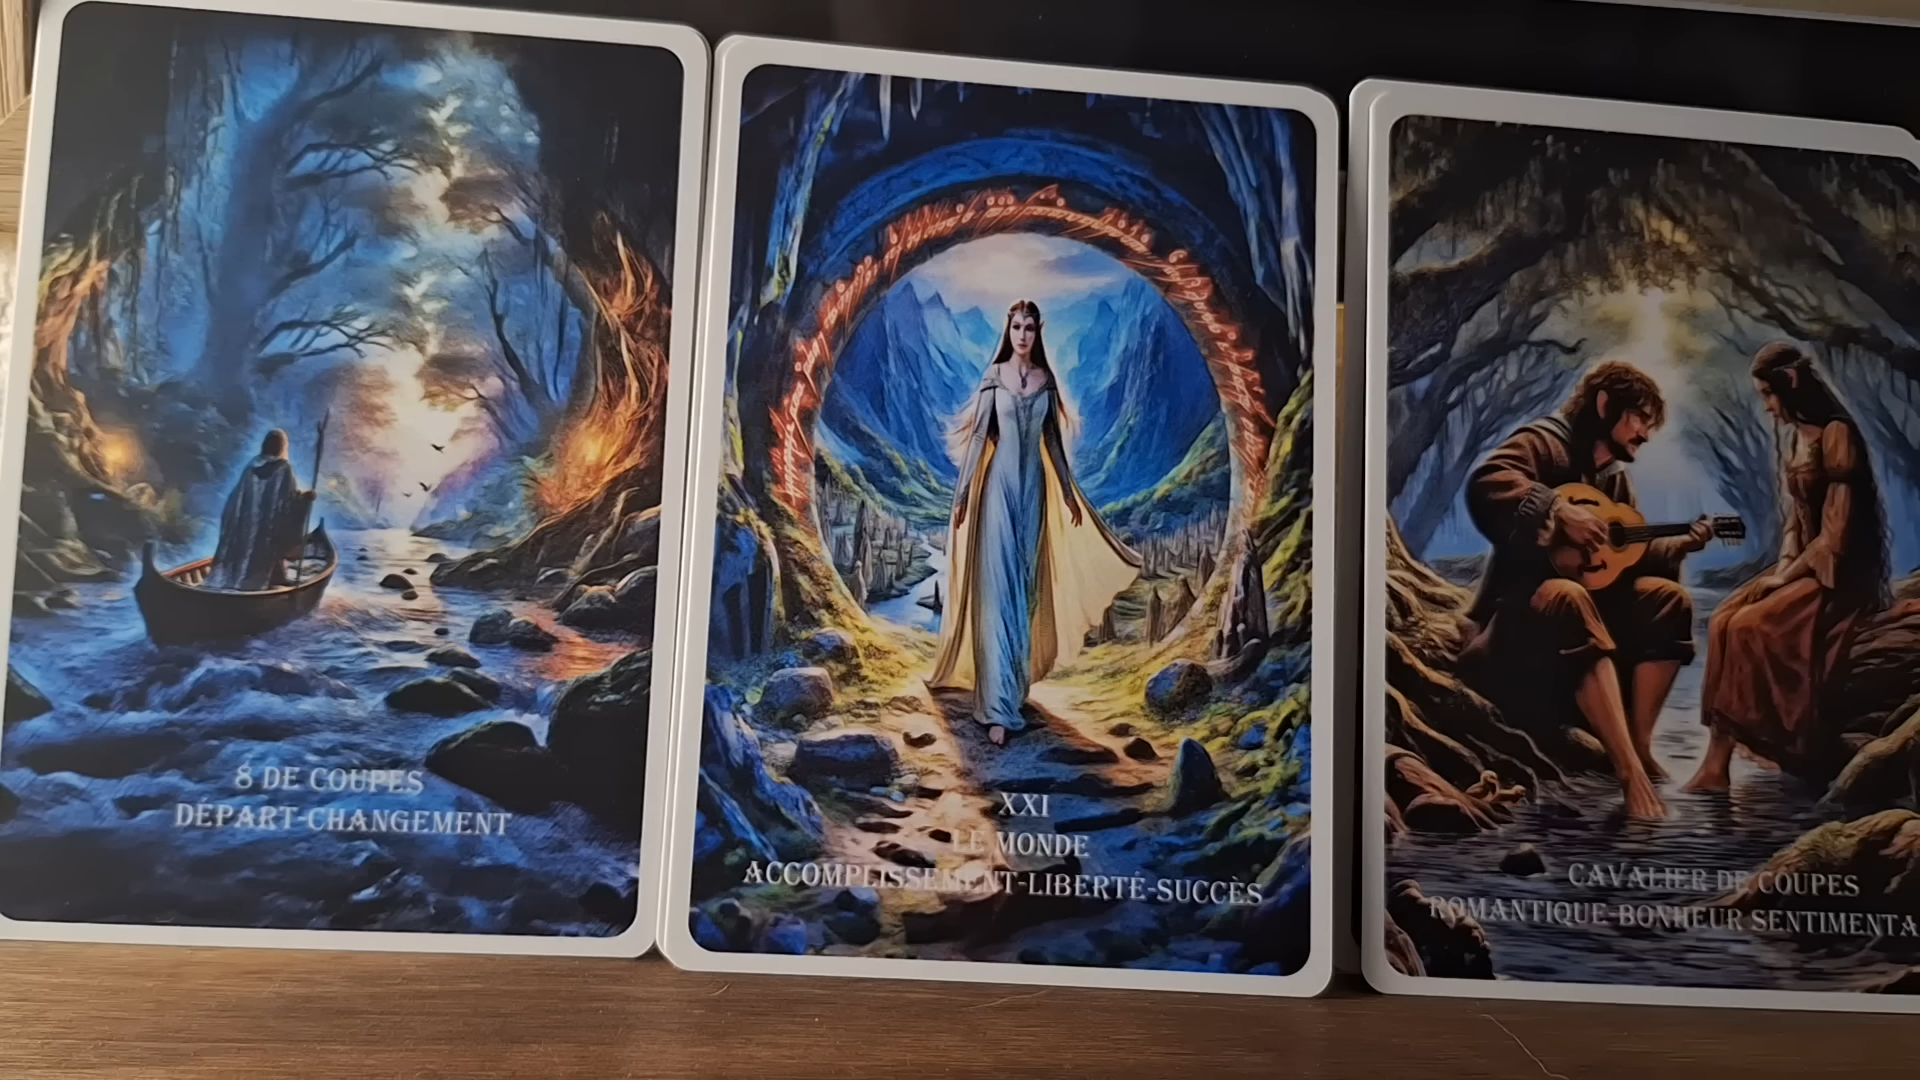 8 DE COUPES
DÉPART-CHANGEMENT
XXI
LE MONDE
ACCOMPLISSEMENT-LIBERTÉ-SUCCÈS
CAVALIER DE COUPES
ROMANTIQUE-BONHEUR SENTIMENTA